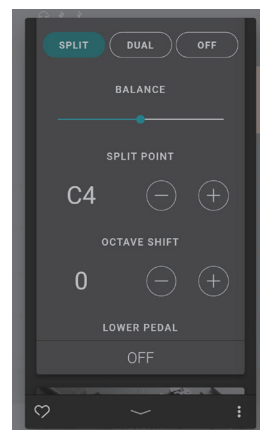 SPLIT DUAL OFF
BALANCE
SPLIT POINT
C4
OCTAVE SHIFT
0
LOWER PEDAL
OFF